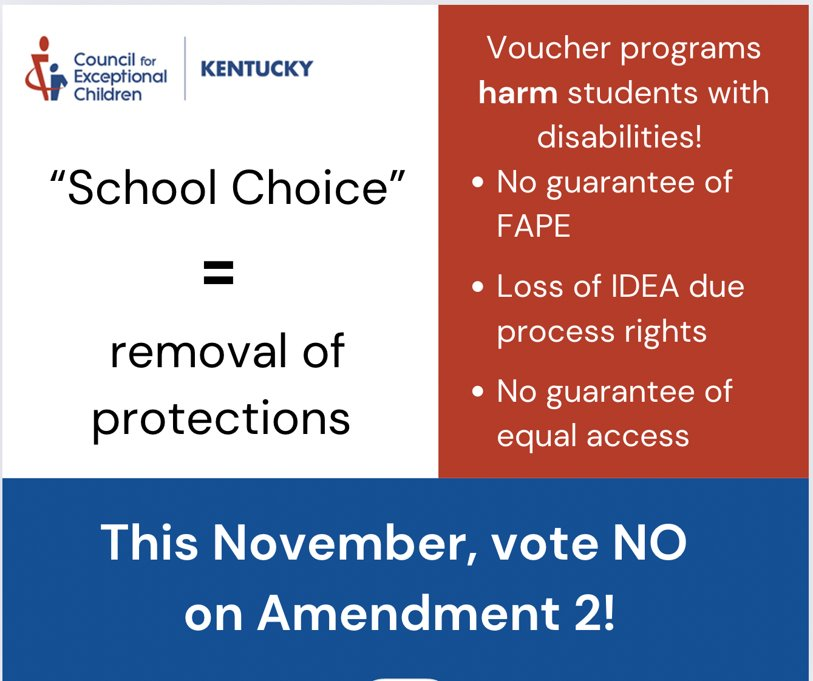 Council for
Exceptional
Children
KENTUCKY
“School Choice”
=
removal of
protections
Voucher programs
harm students with
disabilities!
• No guarantee of
FAPE
• Loss of IDEA due
process rights
• No guarantee of
equal access
This November, vote NO
on Amendment 2!